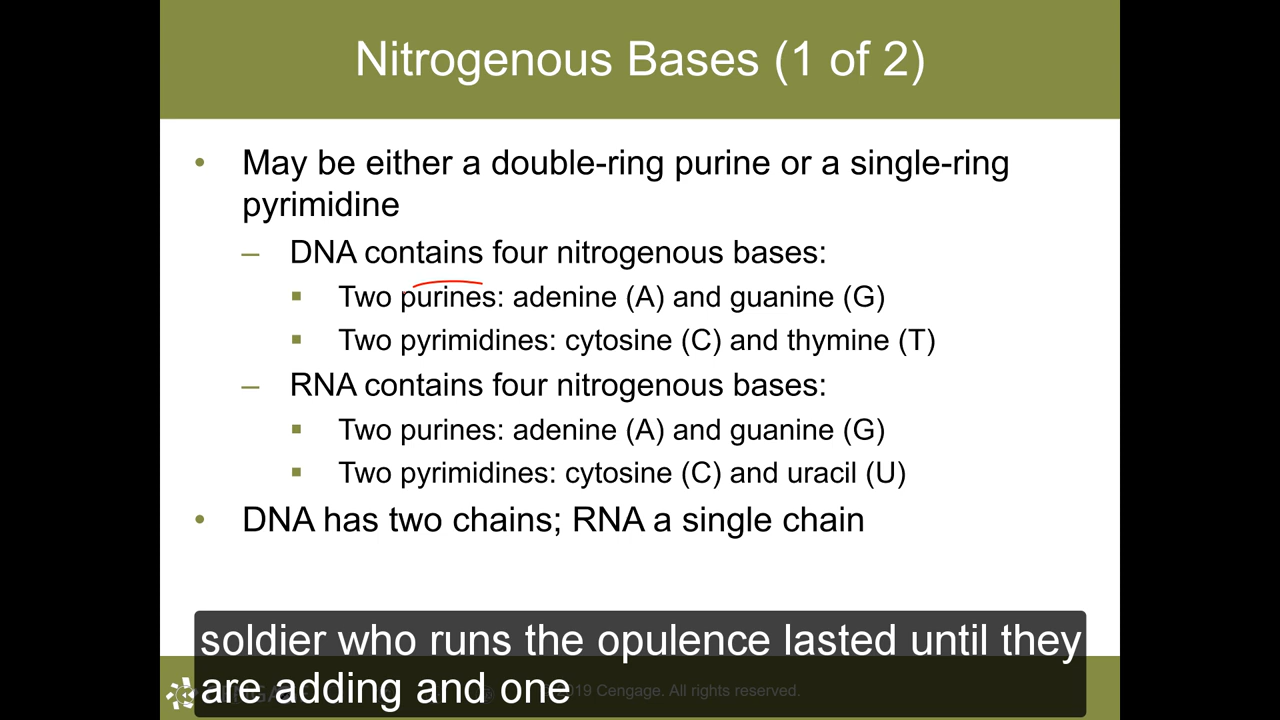 Nitrogenous Bases (1 of 2)
• May be either a double-ring purine or a single-ring
pyrimidine
– DNA contains four nitrogenous bases:
▪ Two purines: adenine (A) and guanine (G)
▪ Two pyrimidines: cytosine (C) and thymine (T)
– RNA contains four nitrogenous bases:
▪ Two purines: adenine (A) and guanine (G)
▪ Two pyrimidines: cytosine (C) and uracil (U)
• DNA has two chains; RNA a single chain
soldier who runs the opulence lasted until they
are adding and one
19 Cengage. All rights reserved.